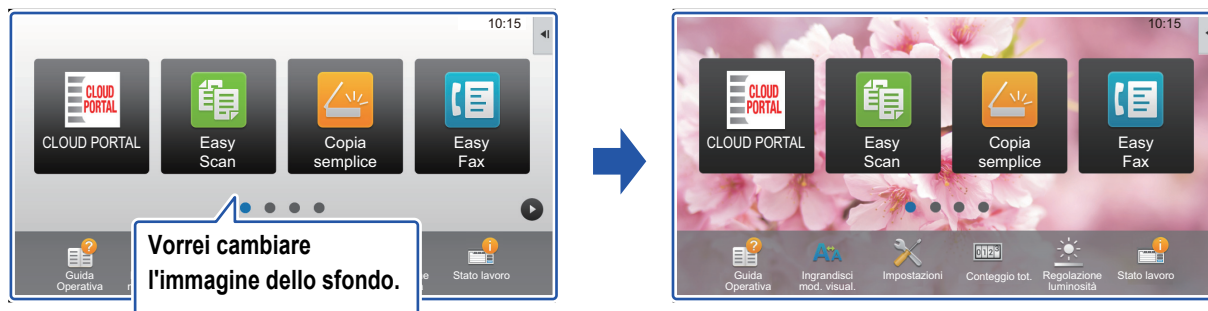 10:15
CLOUD
PORTAL
CLOUD PORTAL
Easy
Scan
Copia
semplice
Easy
Fax
Vorrei cambiare
l'immagine dello sfondo.
Guida
Operativa
Stato lavoro
10:15
CLOUD
PORTAL
CLOUD PORTAL
Easy
Scan
Copia
semplice
Easy
Fax
Guida
Operativa
Ingrandisci
mod. visual.
Impostazioni
Conteggio tot.
Regolazione
luminosità
Stato lavoro